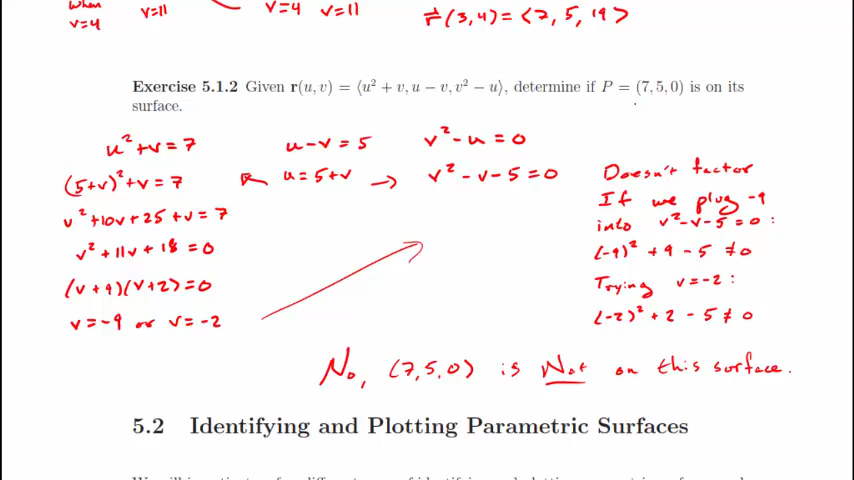 when
v=4
v=11
v=4 v=11
r⃗(3,4) = <7, 5, 19>
Exercise 5.1.2 Given r(u, v) = ⟨u² + v, u − v, v² − u⟩, determine if P = (7, 5, 0) is on its
surface.
u²+v=7
(5+v)²+v=7
v²+10v+25+v=7
v²+11v+18=0
(v+9)(v+2)=0
v=-9 or v=-2
u-v=5
u=5+v
v²-u=0
v²-v-5=0
Doesn't factor
If we plug -9
into v²-v-5=0:
(-9)²+9-5≠0
Trying v=-2:
(-2)²+2-5≠0
No, (7,5,0) is Not on this surface.
5.2 Identifying and Plotting Parametric Surfaces